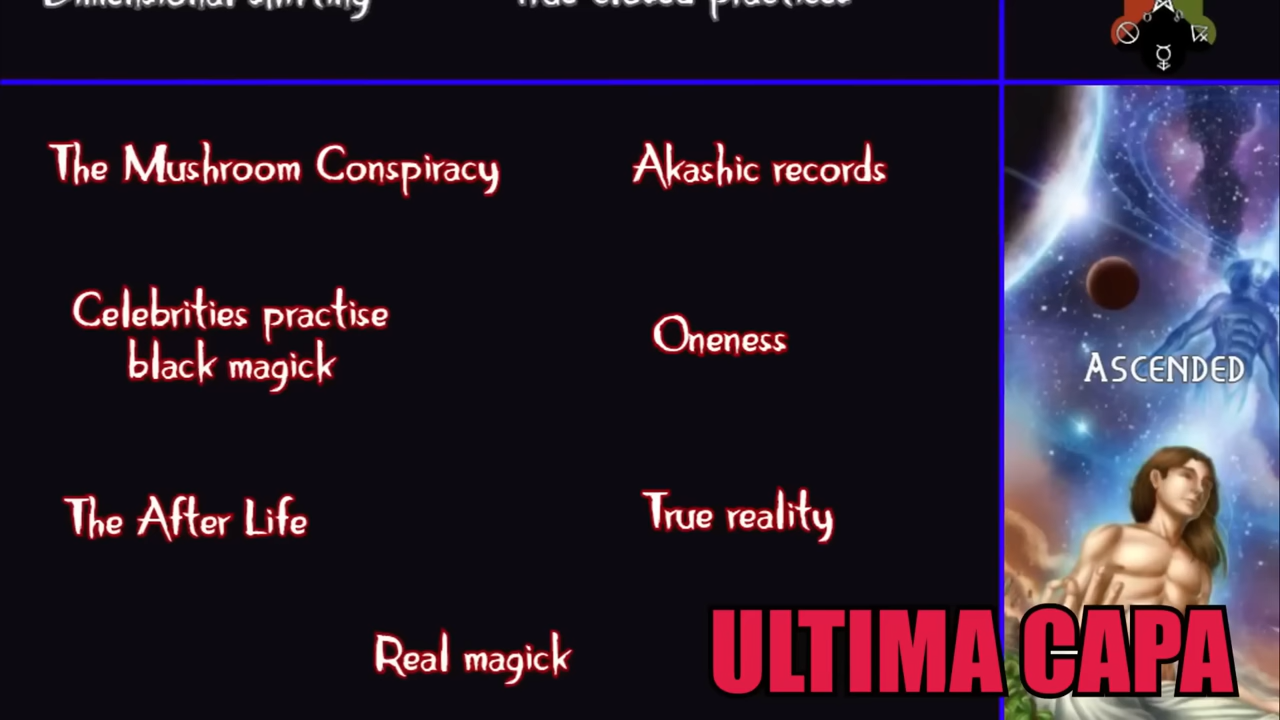 The Mushroom Conspiracy
Akashic records
Celebrities practise
black magick
Oneness
ASCENDED
The After Life
True reality
Real magick
ULTIMA CAPA